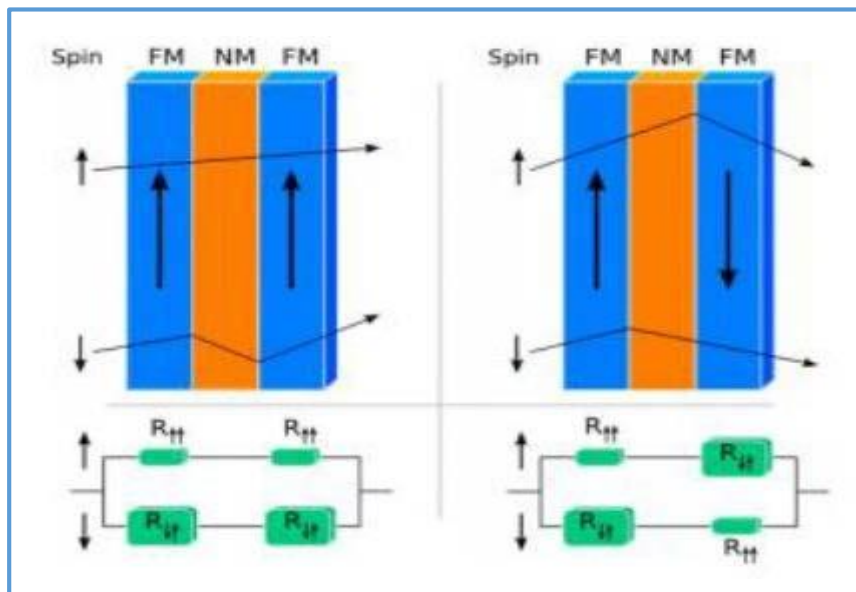 Spin FM NM FM
Spin FM NM FM
R↑↑ R↑↑
R↓↑ R↓↑
R↑↑ R↓↑
R↓↑ R↑↑